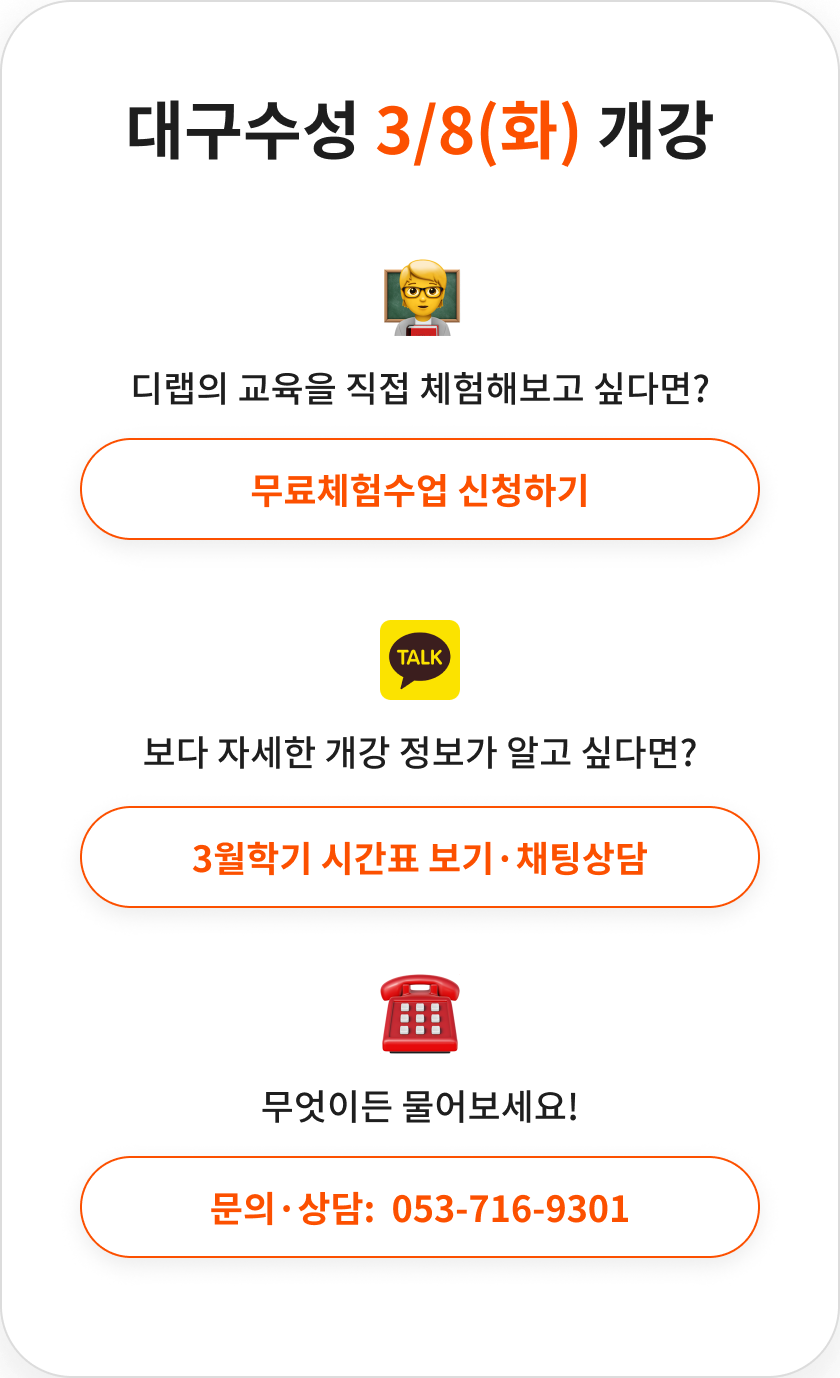 대구수성 3/8(화) 개강
디랩의 교육을 직접 체험해보고 싶다면?
무료체험수업 신청하기
TALK
보다 자세한 개강 정보가 알고 싶다면?
3월학기 시간표 보기·채팅상담
무엇이든 물어보세요!
문의·상담: 053-716-9301